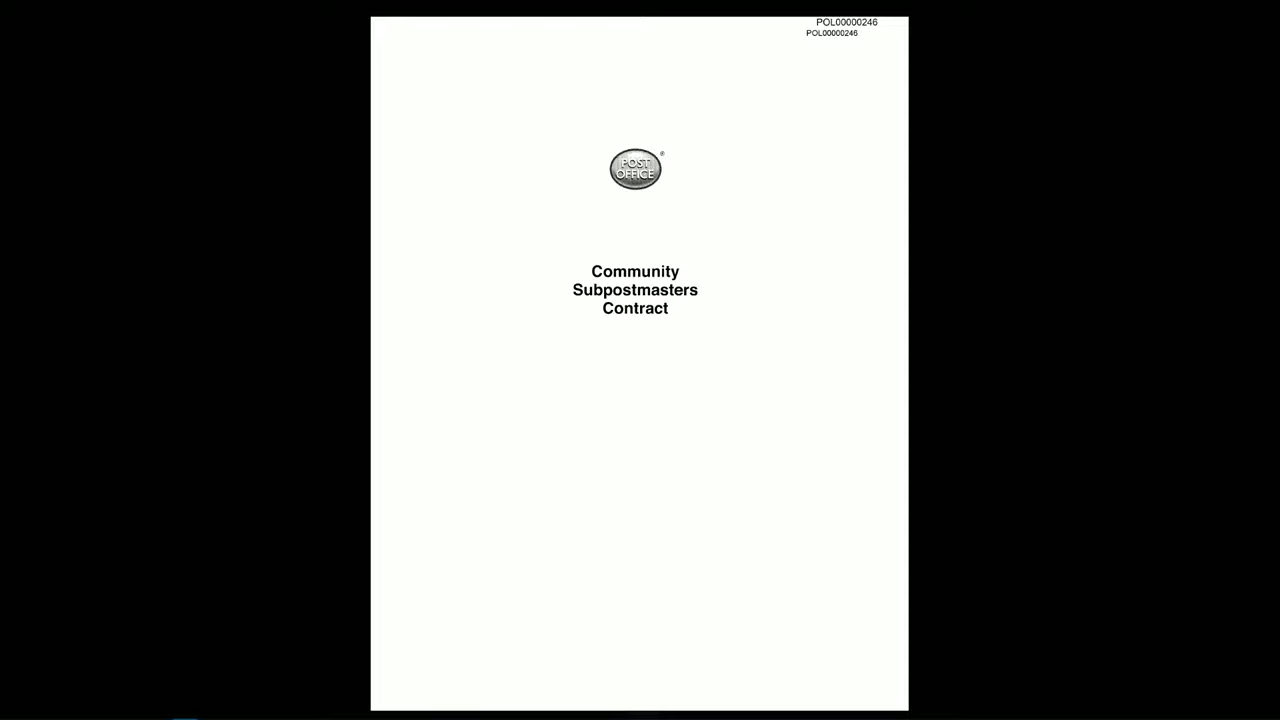 POL00000246
POL00000246
POST
OFFICE
Community
Subpostmasters
Contract